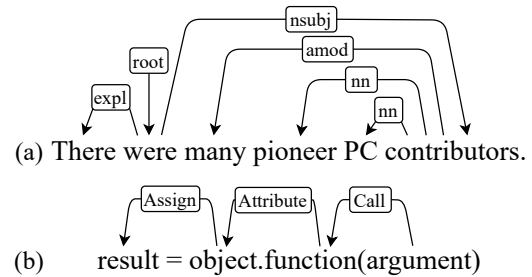 nsubj
amod
root
nn
expl
nn
(a) There were many pioneer PC contributors.
Assign Attribute Call
(b) result = object.function(argument)